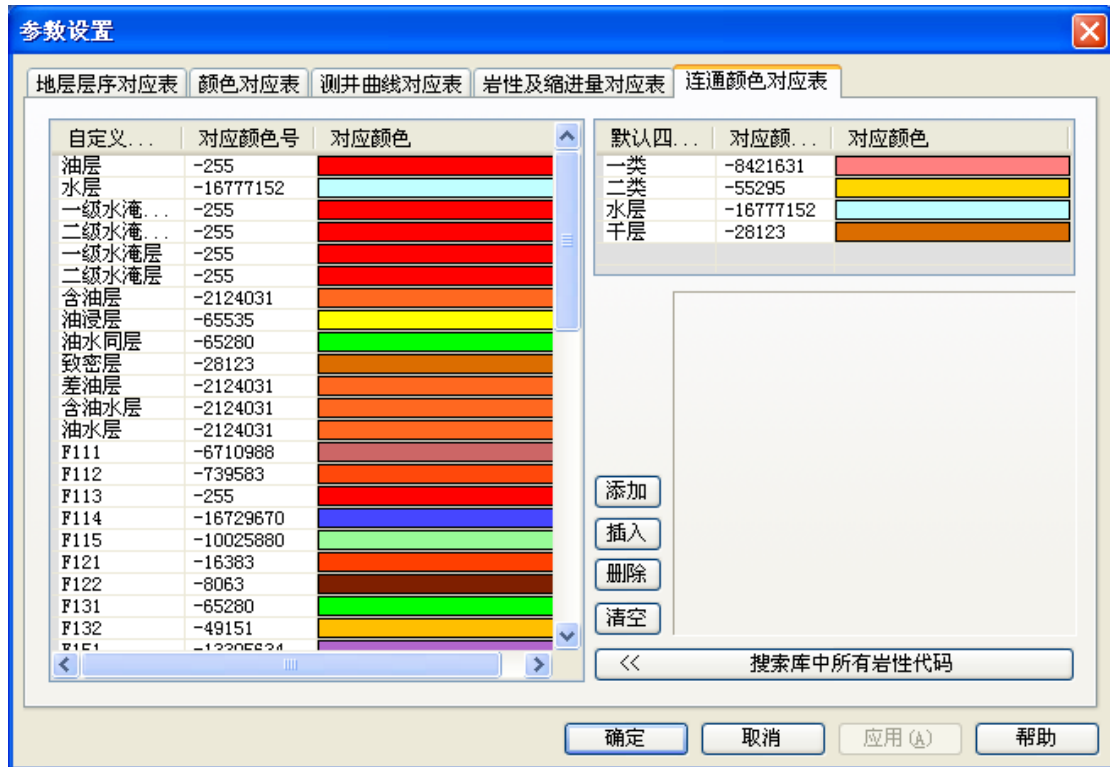 参数设置
地层层序对应表 颜色对应表 测井曲线对应表 岩性及缩进量对应表 连通颜色对应表
自定义... 对应颜色号 对应颜色
油层 -255
水层 -16777152
一级水淹... -255
二级水淹... -255
一级水淹层 -255
二级水淹层 -255
含油层 -2124031
油浸层 -65535
油水同层 -65280
致密层 -28123
差油层 -2124031
含油水层 -2124031
油水层 -2124031
F111 -6710988
F112 -739583
F113 -255
F114 -16729670
F115 -10025880
F121 -16383
F122 -8063
F131 -65280
F132 -49151
默认四... 对应颜... 对应颜色
一类 -8421631
二类 -55295
水层 -16777152
干层 -28123
添加
插入
删除
清空
<< 搜索库中所有岩性代码
确定 取消 应用(A) 帮助